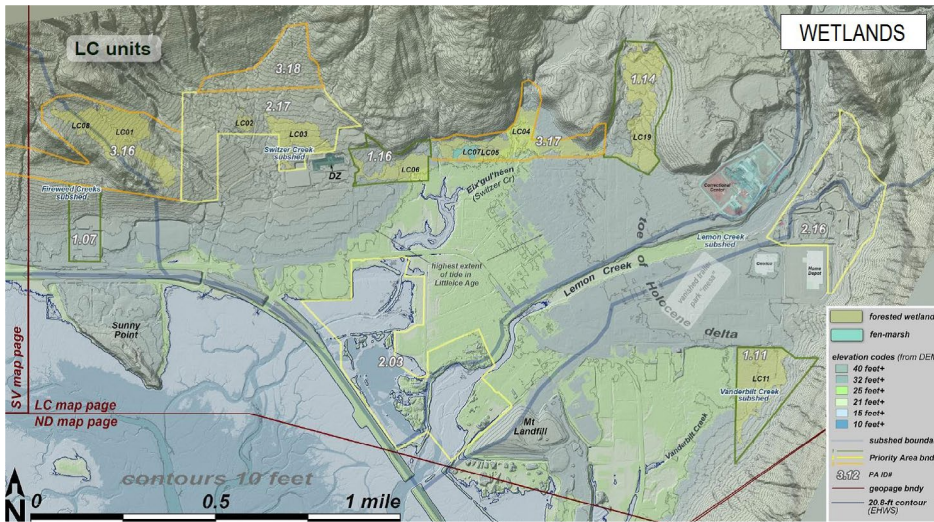 WETLANDS
LC units
3.18
1.14
2.17
LC08
LC01
LC02
LC03
LC04
3.17
3.16
Switzer Creek
subshed
DZ
1.16
LC07
LC05
LC06
LC19
Eix'gul'héen
(Switzer Cr)
Correctional
Center
Fireweed Creeks
subshed
1.07
toe of Holocene delta
Lemon Creek
subshed
2.16
highest extent
of tide in
LittleIce Age
Lemon Creek
Home
Depot
Sunny
Point
2.03
1.11
LC11
Vanderbilt Creek
subshed
SV map page
LC map page
ND map page
Mt
Landfill
Vanderbilt Creek
contours 10 feet
N
0 0.5 1 mile
forested wetland
fen-marsh
elevation codes (from DEM
40 feet+
32 feet+
25 feet+
21 feet+
10 feet+
subshed bounda
Priority Area bnd
3.12 PA ID#
geopage bndy
20.8-ft contour
(EHWS)